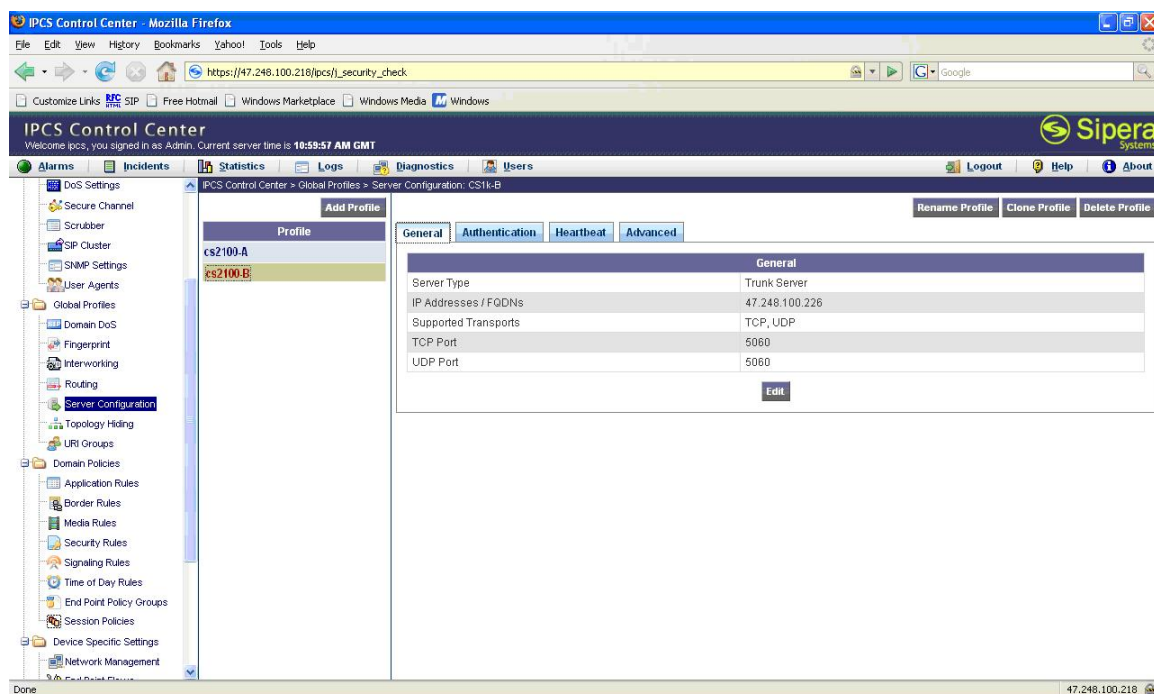 IPCS Control Center - Mozilla Firefox
File Edit View History Bookmarks Yahoo! Tools Help
https://47.248.100.218/ipcs/j_security_check
Google
Customize Links RFC HTML SIP Free Hotmail Windows Marketplace Windows Media Windows
IPCS Control Center
Welcome ipcs, you signed in as Admin. Current server time is 10:59:57 AM GMT
Sipera
Systems
Alarms Incidents Statistics Logs Diagnostics Users Logout Help About
DoS Settings
Secure Channel
Scrubber
SIP Cluster
SNMP Settings
User Agents
Global Profiles
Domain DoS
Fingerprint
Interworking
Routing
Server Configuration
Topology Hiding
URI Groups
Domain Policies
Application Rules
Border Rules
Media Rules
Security Rules
Signaling Rules
Time of Day Rules
End Point Policy Groups
Session Policies
Device Specific Settings
Network Management
IPCS Control Center > Global Profiles > Server Configuration: CS1k-B
Add Profile
Profile
cs2100-A
cs2100-B
Rename Profile Clone Profile Delete Profile
General Authentication Heartbeat Advanced
General
Server Type Trunk Server
IP Addresses / FQDNs 47.248.100.226
Supported Transports TCP, UDP
TCP Port 5060
UDP Port 5060
Edit
Done
47.248.100.218